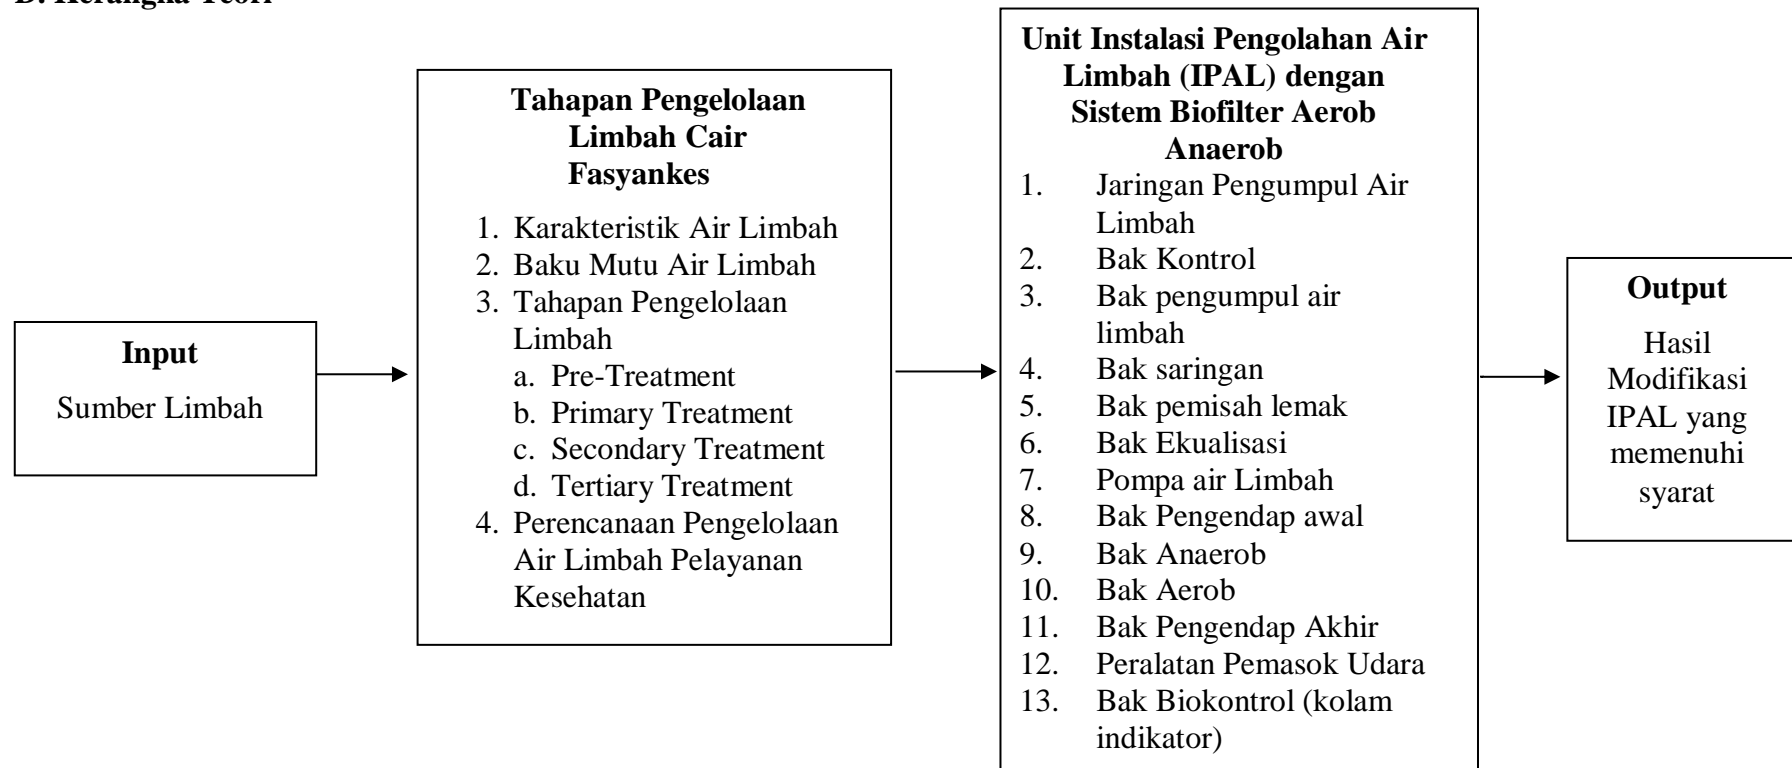 D. Kerangka Teori
Input
Sumber Limbah
Tahapan Pengelolaan
Limbah Cair
Fasyankes
1. Karakteristik Air Limbah
2. Baku Mutu Air Limbah
3. Tahapan Pengelolaan
Limbah
a. Pre-Treatment
b. Primary Treatment
c. Secondary Treatment
d. Tertiary Treatment
4. Perencanaan Pengelolaan
Air Limbah Pelayanan
Kesehatan
Unit Instalasi Pengolahan Air
Limbah (IPAL) dengan
Sistem Biofilter Aerob
Anaerob
1. Jaringan Pengumpul Air
Limbah
2. Bak Kontrol
3. Bak pengumpul air
limbah
4. Bak saringan
5. Bak pemisah lemak
6. Bak Ekualisasi
7. Pompa air Limbah
8. Bak Pengendap awal
9. Bak Anaerob
10. Bak Aerob
11. Bak Pengendap Akhir
12. Peralatan Pemasok Udara
13. Bak Biokontrol (kolam
indikator)
Output
Hasil
Modifikasi
IPAL yang
memenuhi
syarat